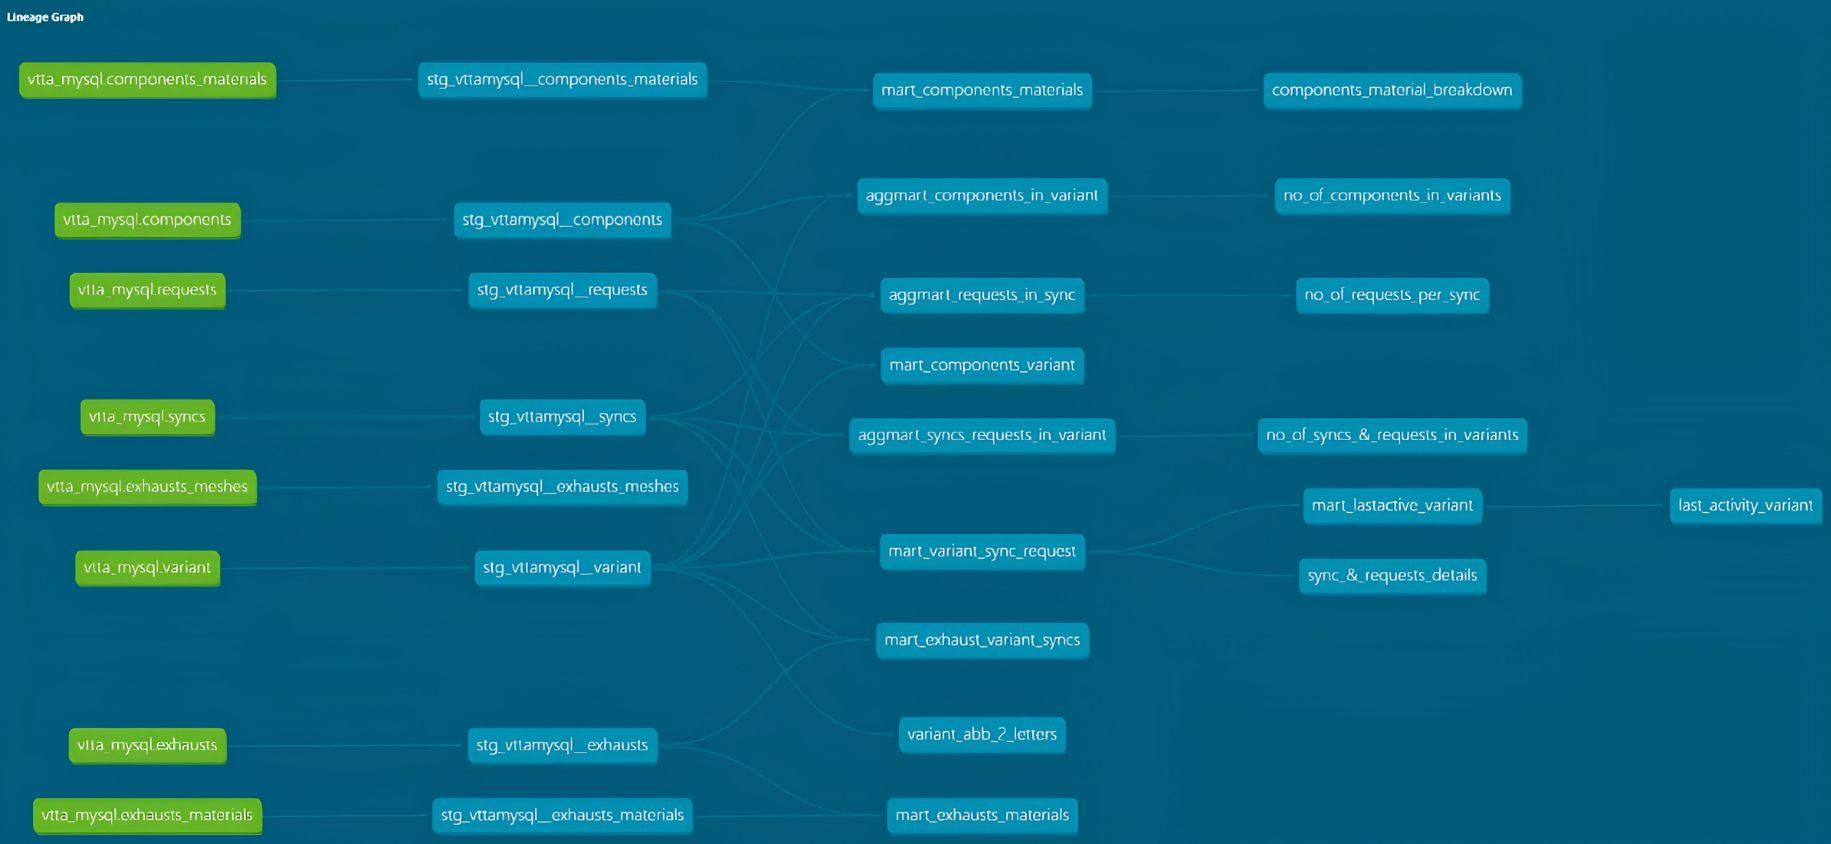 Lineage Graph
vtta_mysql.components_materials
stg_vttamysql__components_materials
mart_components_materials
components_material_breakdown
aggmart_components_in_variant
no_of_components_in_variants
vtta_mysql.components
stg_vttamysql__components
vtta_mysql.requests
stg_vttamysql__requests
aggmart_requests_in_sync
no_of_requests_per_sync
mart_components_variant
vtta_mysql.syncs
stg_vttamysql__syncs
aggmart_syncs_requests_in_variant
no_of_syncs_&_requests_in_variants
vtta_mysql.exhausts_meshes
stg_vttamysql__exhausts_meshes
mart_lastactive_variant
last_activity_variant
mart_variant_sync_request
vtta_mysql.variant
stg_vttamysql__variant
sync_&_requests_details
mart_exhaust_variant_syncs
variant_abb_2_letters
vtta_mysql.exhausts
stg_vttamysql__exhausts
vtta_mysql.exhausts_materials
stg_vttamysql__exhausts_materials
mart_exhausts_materials